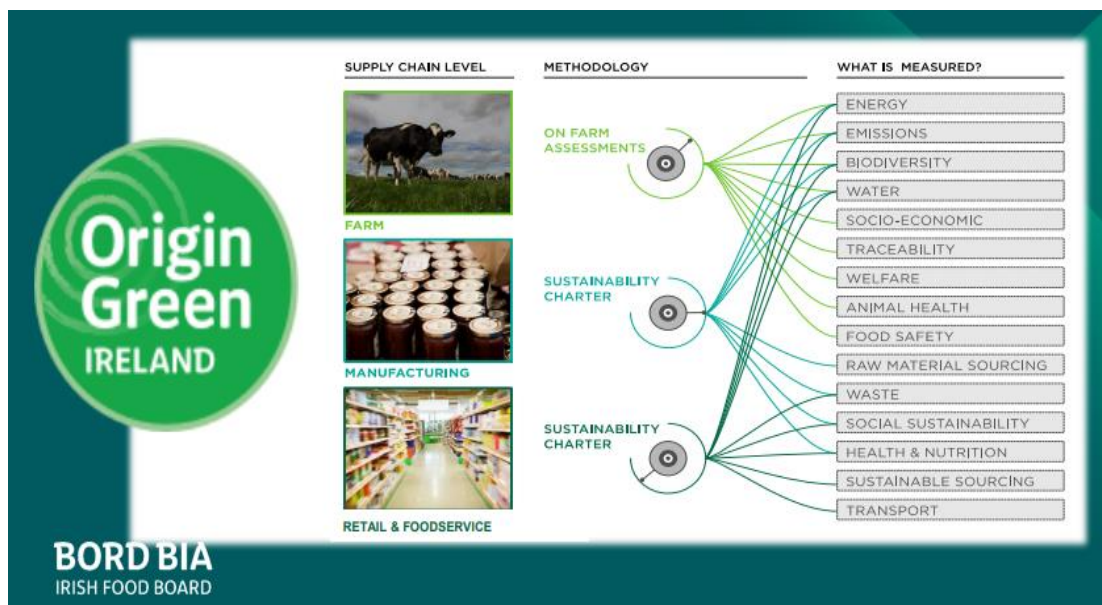 Origin
Green
IRELAND
SUPPLY CHAIN LEVEL
FARM
MANUFACTURING
RETAIL & FOODSERVICE
METHODOLOGY
ON FARM
ASSESSMENTS
SUSTAINABILITY
CHARTER
SUSTAINABILITY
CHARTER
WHAT IS MEASURED?
ENERGY
EMISSIONS
BIODIVERSITY
WATER
SOCIO-ECONOMIC
TRACEABILITY
WELFARE
ANIMAL HEALTH
FOOD SAFETY
RAW MATERIAL SOURCING
WASTE
SOCIAL SUSTAINABILITY
HEALTH & NUTRITION
SUSTAINABLE SOURCING
TRANSPORT
BORD BIA
IRISH FOOD BOARD